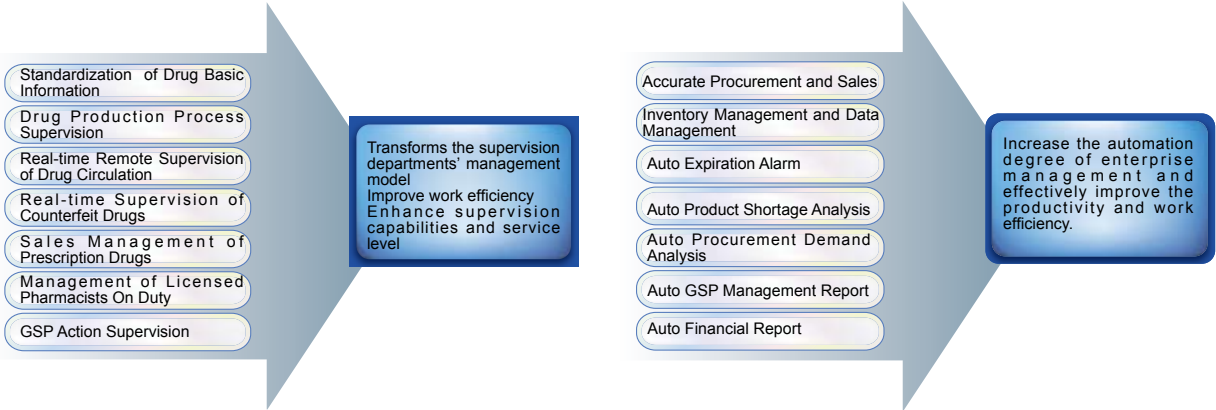 Standardization of Drug Basic
Information
Drug Production Process
Supervision
Real-time Remote Supervision
of Drug Circulation
Real-time Supervision of
Counterfeit Drugs
Sales Management of
Prescription Drugs
Management of Licensed
Pharmacists On Duty
GSP Action Supervision
Transforms the supervision
departments’ management
model
Improve work efficiency
Enhance supervision
capabilities and service
level
Accurate Procurement and Sales
Inventory Management and Data
Management
Auto Expiration Alarm
Auto Product Shortage Analysis
Auto Procurement Demand
Analysis
Auto GSP Management Report
Auto Financial Report
Increase the automation
degree of enterprise
management and
effectively improve the
productivity and work
efficiency.